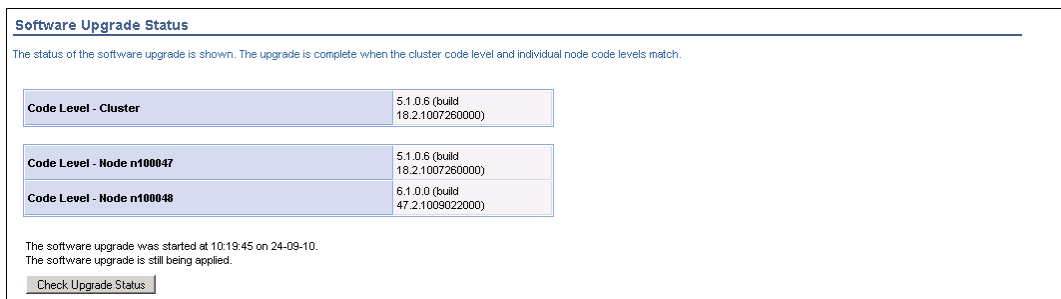 Software Upgrade Status
The status of the software upgrade is shown. The upgrade is complete when the cluster code level and individual node code levels match.
Code Level - Cluster
5.1.0.6 (build
18.2.1007260000)
Code Level - Node n100047
5.1.0.6 (build
18.2.1007260000)
Code Level - Node n100048
6.1.0.0 (build
47.2.1009022000)
The software upgrade was started at 10:19:45 on 24-09-10.
The software upgrade is still being applied.
Check Upgrade Status